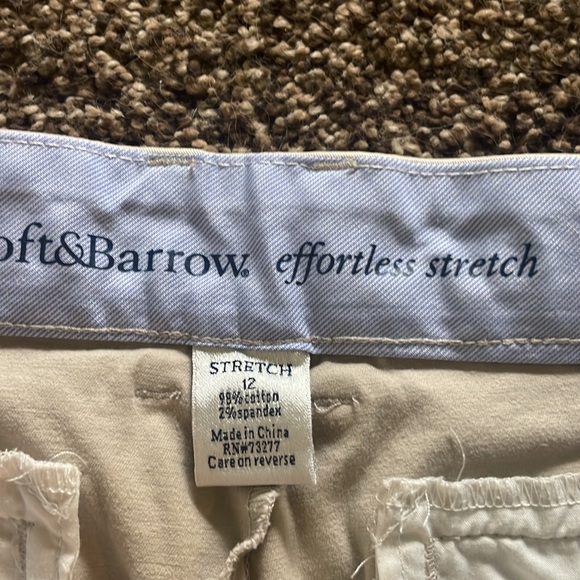 oft&Barrow. effortless stretch
STRETCH
12
98% cotton
2% spandex
Made in China
RN#73277
Care on reverse